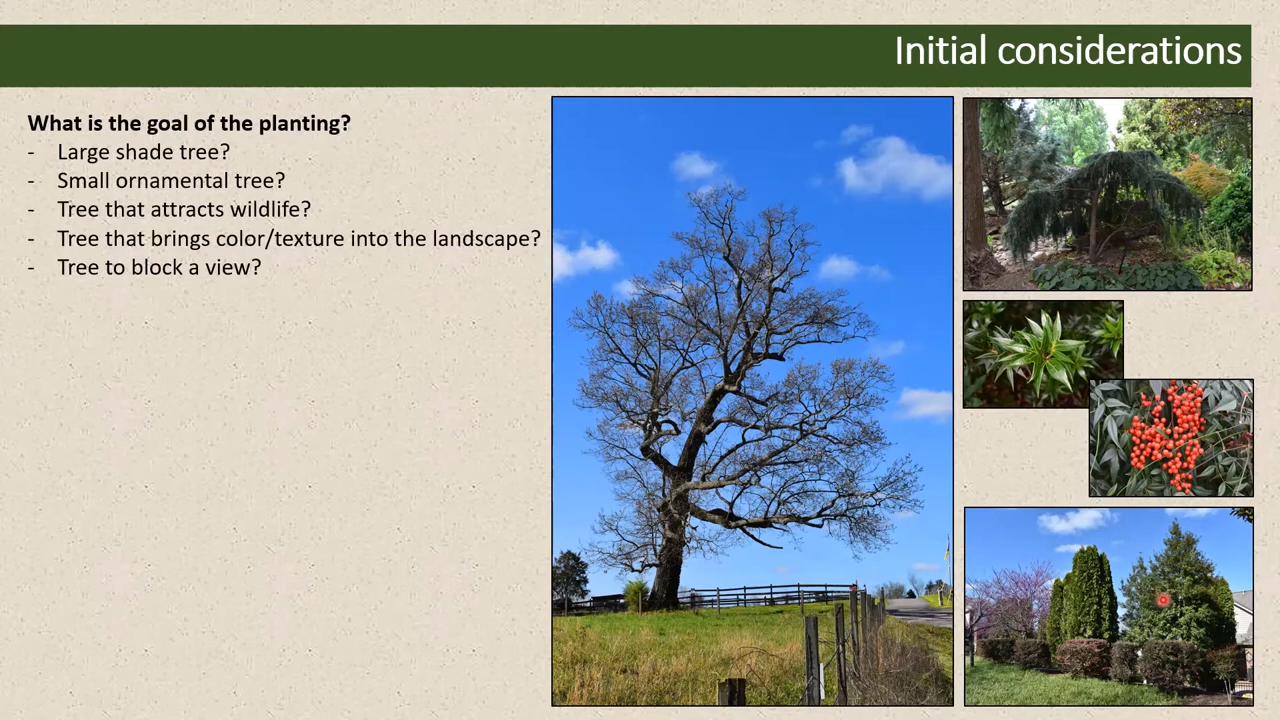 Initial considerations
What is the goal of the planting?
- Large shade tree?
- Small ornamental tree?
- Tree that attracts wildlife?
- Tree that brings color/texture into the landscape?
- Tree to block a view?